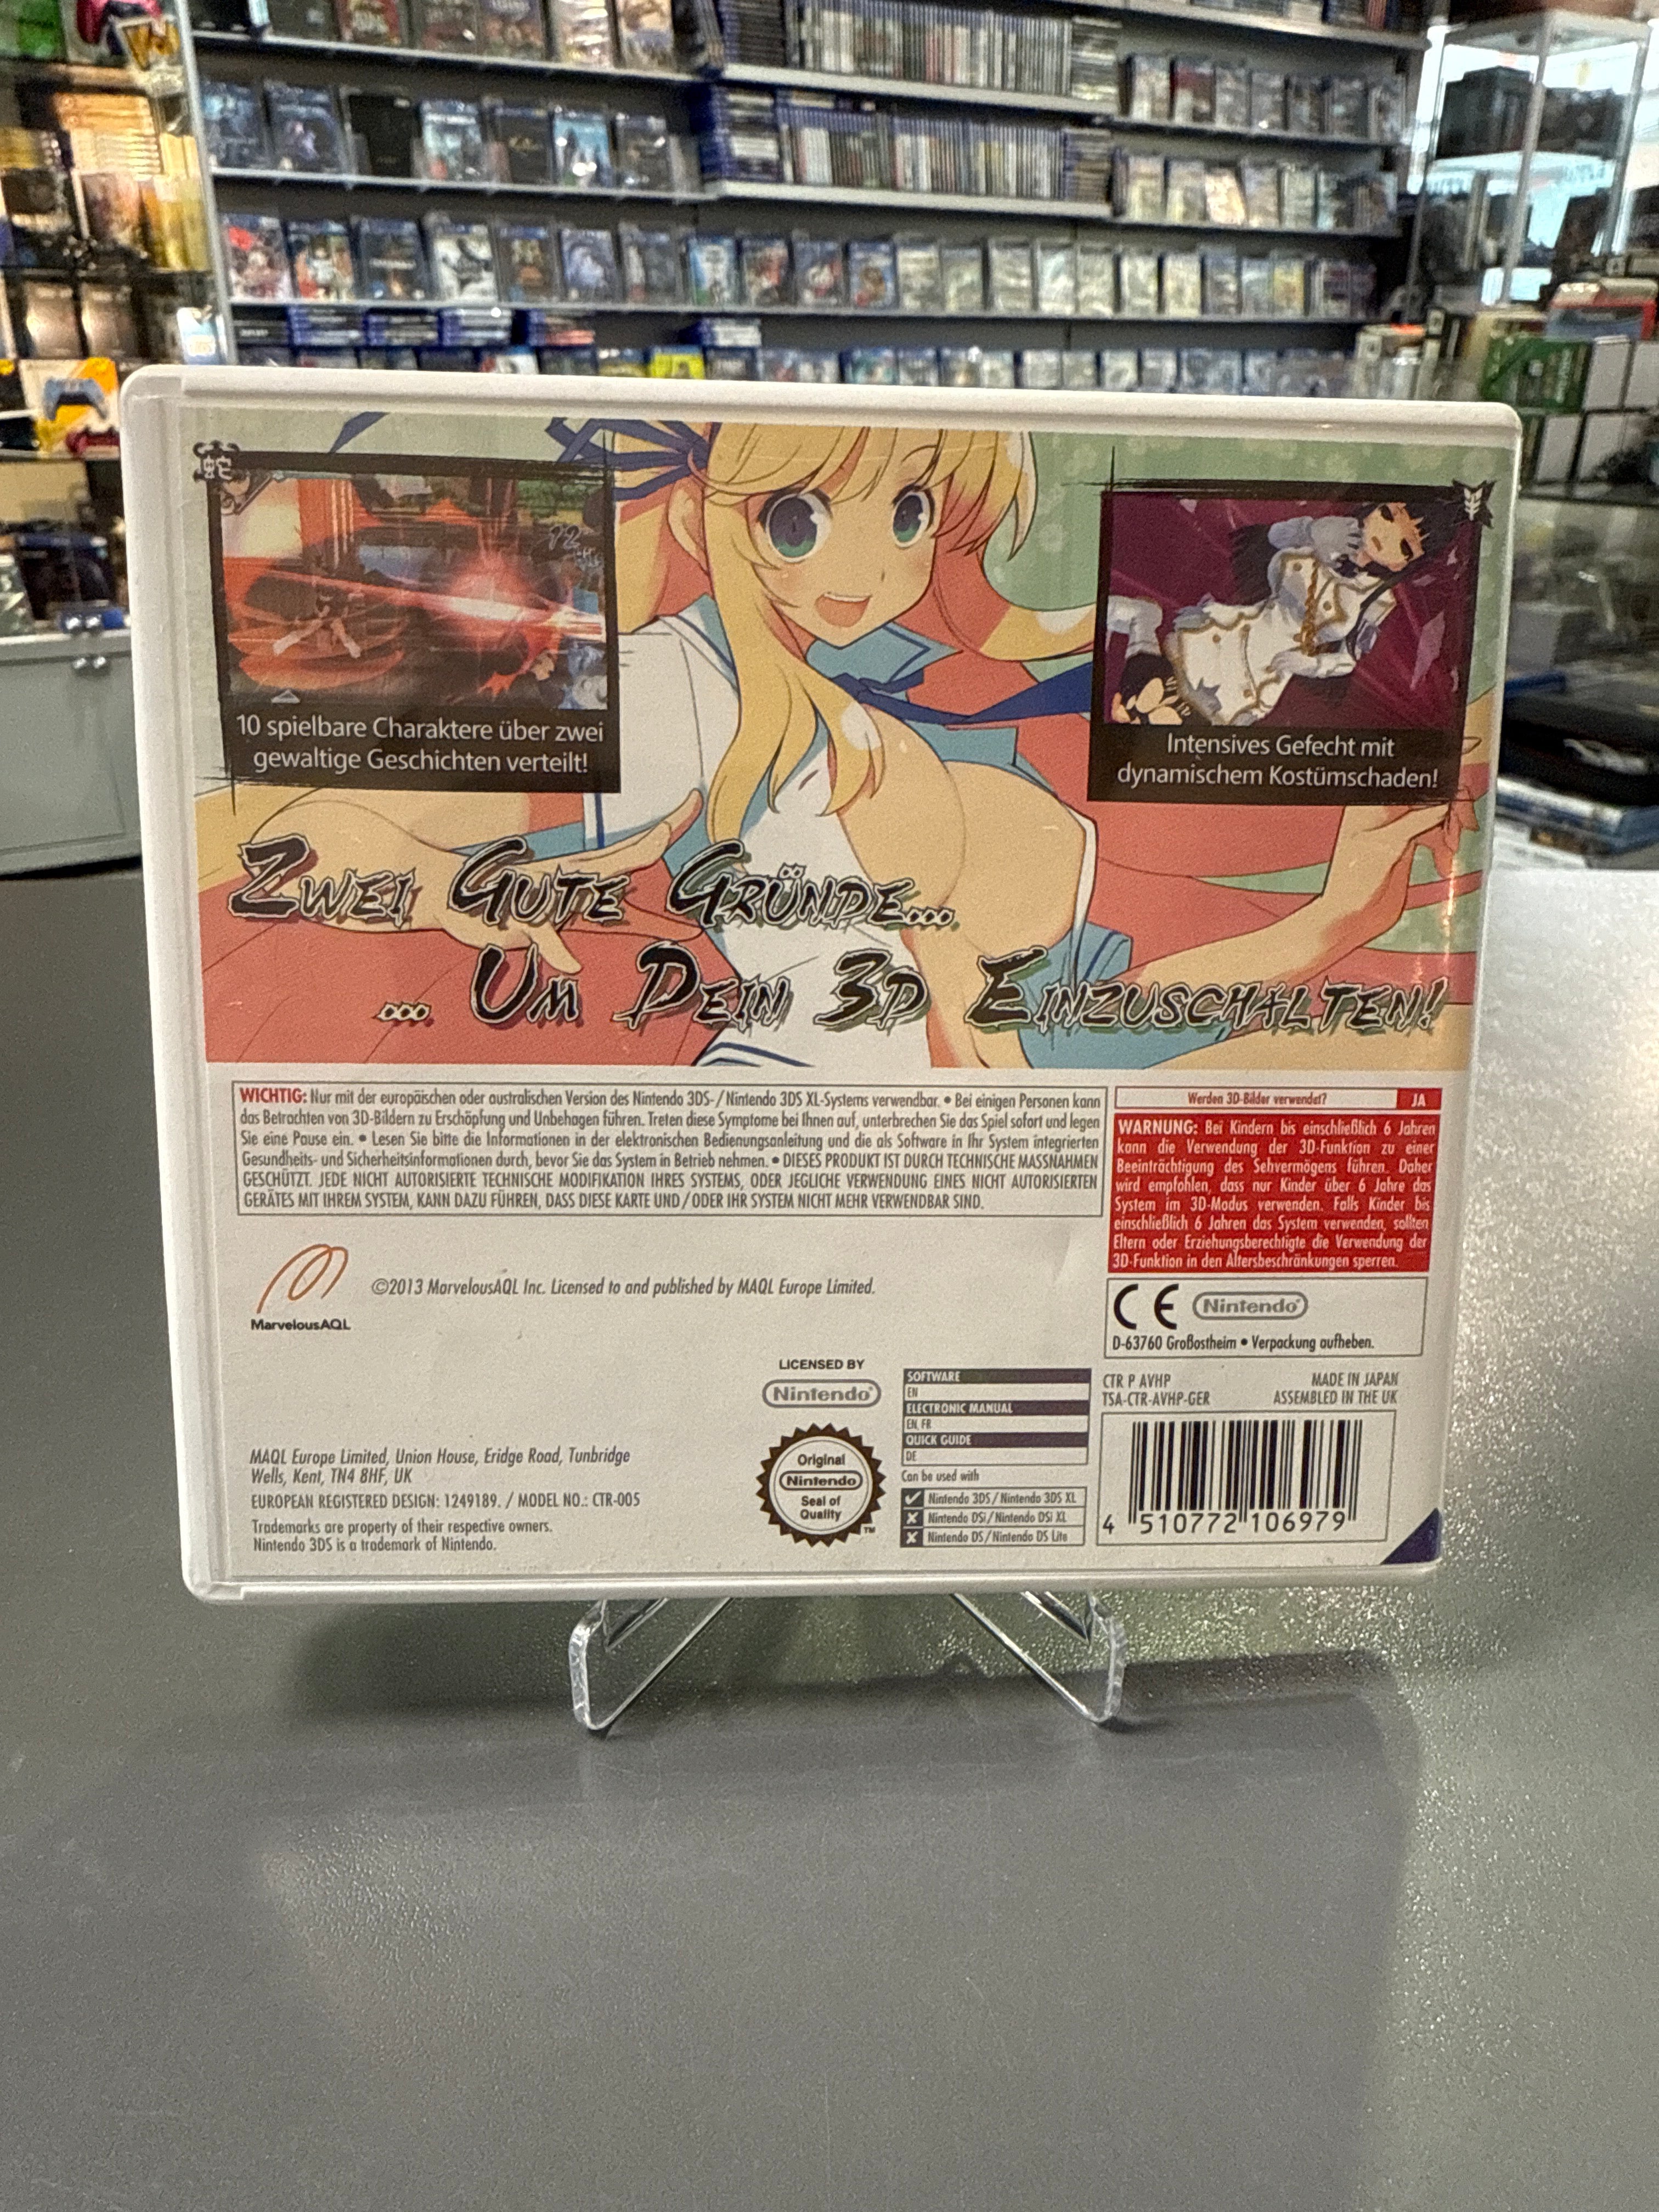 72
10 spielbare Charaktere über zwei
gewaltige Geschichten verteilt!
Intensives Gefecht mit
dynamischem Kostümschaden!
Zwei Gute Gründe...
... Um Dein 3D Einzuschalten!
WICHTIG: Nur mit der europäischen oder australischen Version des Nintendo 3DS-/Nintendo 3DS XL-Systems verwendbar. • Bei einigen Personen kann
das Betrachten von 3D-Bildern zu Erschöpfung und Unbehagen führen. Treten diese Symptome bei Ihnen auf, unterbrechen Sie das Spiel sofort und legen
Sie eine Pause ein. • Lesen Sie bitte die Informationen in der elektronischen Bedienungsanleitung und die als Software in Ihr System integrierten
Gesundheits- und Sicherheitsinformationen durch, bevor Sie das System in Betrieb nehmen. • DIESES PRODUKT IST DURCH TECHNISCHE MASSNAHMEN
GESCHÜTZT. JEDE NICHT AUTORISIERTE TECHNISCHE MODIFIKATION IHRES SYSTEMS, ODER JEGLICHE VERWENDUNG EINES NICHT AUTORISIERTEN
GERÄTES MIT IHREM SYSTEM, KANN DAZU FÜHREN, DASS DIESE KARTE UND/ODER IHR SYSTEM NICHT MEHR VERWENDBAR SIND.
Werden 3D-Bilder verwendet? JA
WARNUNG: Bei Kindern bis einschließlich 6 Jahren
kann die Verwendung der 3D-Funktion zu einer
Beeinträchtigung des Sehvermögens führen. Daher
wird empfohlen, dass nur Kinder über 6 Jahre das
System im 3D-Modus verwenden. Falls Kinder bis
einschließlich 6 Jahren das System verwenden, sollten
Eltern oder Erziehungsberechtigte die Verwendung der
3D-Funktion in den Altersbeschränkungen sperren.
MarvelousAQL
©2013 MarvelousAQL Inc. Licensed to and published by MAQL Europe Limited.
CE Nintendo
D-63760 Großostheim • Verpackung aufheben.
LICENSED BY
Nintendo
Original
Nintendo
Seal of
Quality
TM
SOFTWARE
EN
ELECTRONIC MANUAL
EN, FR
QUICK GUIDE
DE
Can be used with
Nintendo 3DS/Nintendo 3DS XL
Nintendo DSi/Nintendo DSi XL
Nintendo DS/Nintendo DS Lite
CTR P AVHP
TSA-CTR-AVHP-GER
MADE IN JAPAN
ASSEMBLED IN THE UK
4 510772 106979
MAQL Europe Limited, Union House, Eridge Road, Tunbridge
Wells, Kent, TN4 8HF, UK
EUROPEAN REGISTERED DESIGN: 1249189. / MODEL NO.: CTR-005
Trademarks are property of their respective owners.
Nintendo 3DS is a trademark of Nintendo.